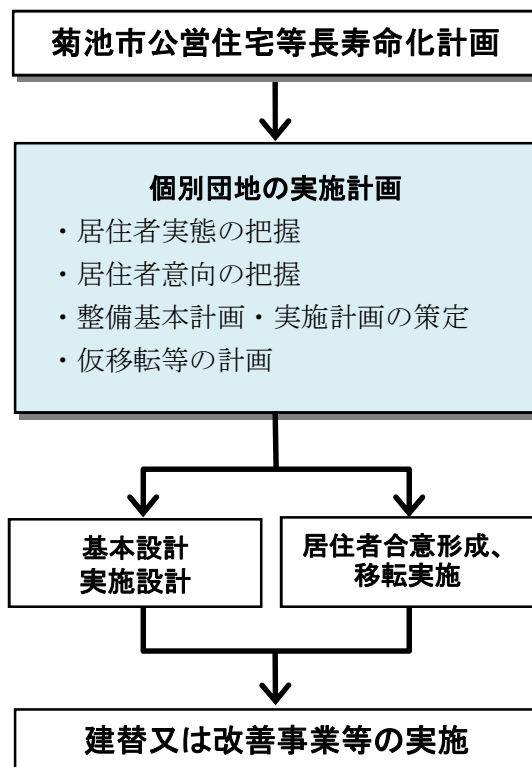 菊池市公営住宅等長寿命化計画
個別団地の実施計画
・居住者実態の把握
・居住者意向の把握
・整備基本計画・実施計画の策定
・仮移転等の計画
基本設計
実施設計
居住者合意形成、
移転実施
建替又は改善事業等の実施